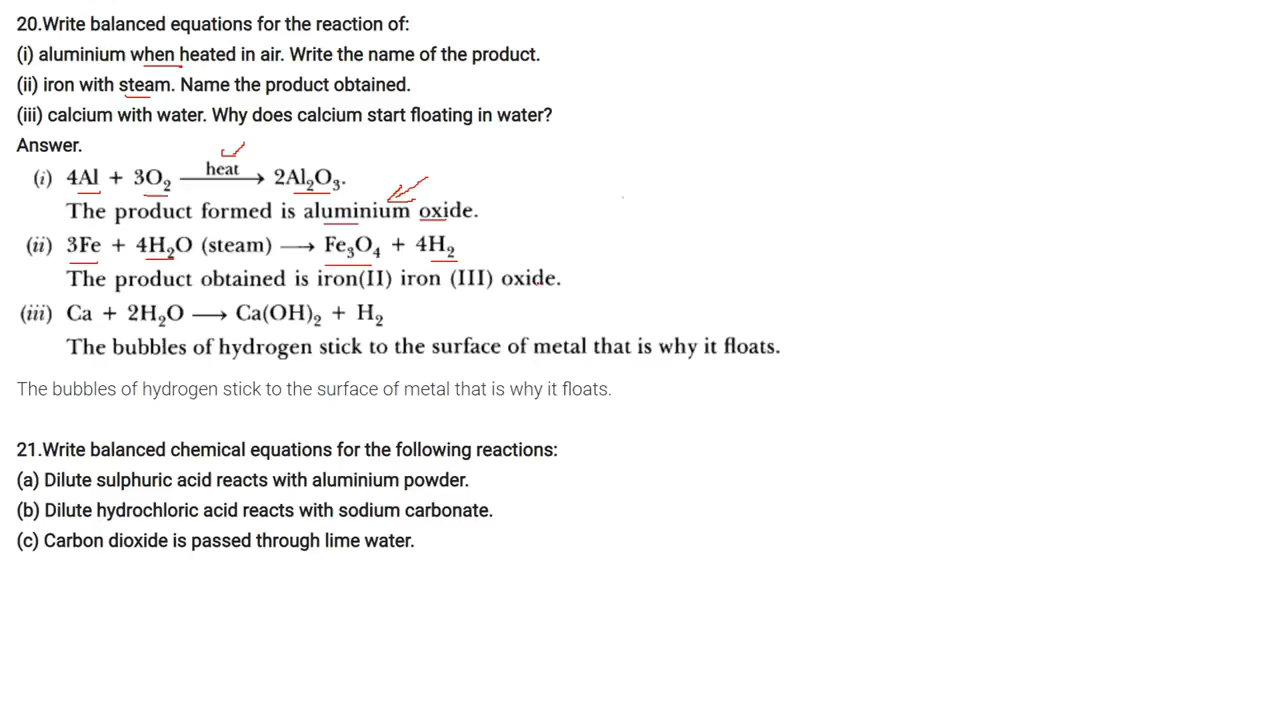 20.Write balanced equations for the reaction of:
(i) aluminium when heated in air. Write the name of the product.
(ii) iron with steam. Name the product obtained.
(iii) calcium with water. Why does calcium start floating in water?
Answer.
(i) 4Al + 3O₂ —heat→ 2Al₂O₃.
The product formed is aluminium oxide.
(ii) 3Fe + 4H₂O (steam) ⟶ Fe₃O₄ + 4H₂
The product obtained is iron(II) iron (III) oxide.
(iii) Ca + 2H₂O ⟶ Ca(OH)₂ + H₂
The bubbles of hydrogen stick to the surface of metal that is why it floats.
The bubbles of hydrogen stick to the surface of metal that is why it floats.
21.Write balanced chemical equations for the following reactions:
(a) Dilute sulphuric acid reacts with aluminium powder.
(b) Dilute hydrochloric acid reacts with sodium carbonate.
(c) Carbon dioxide is passed through lime water.